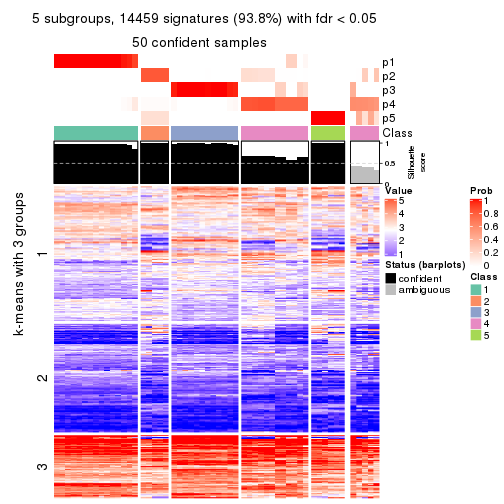 5 subgroups, 14459 signatures (93.8%) with fdr < 0.05
50 confident samples
p1
p2
p3
p4
p5
Class
1
0.5
0
Silhouette
score
k-means with 3 groups
1
2
3
Value
5
4
3
2
1
Status (barplots)
confident
ambiguous
Prob
1
0.8
0.6
0.4
0.2
0
Class
1
2
3
4
5